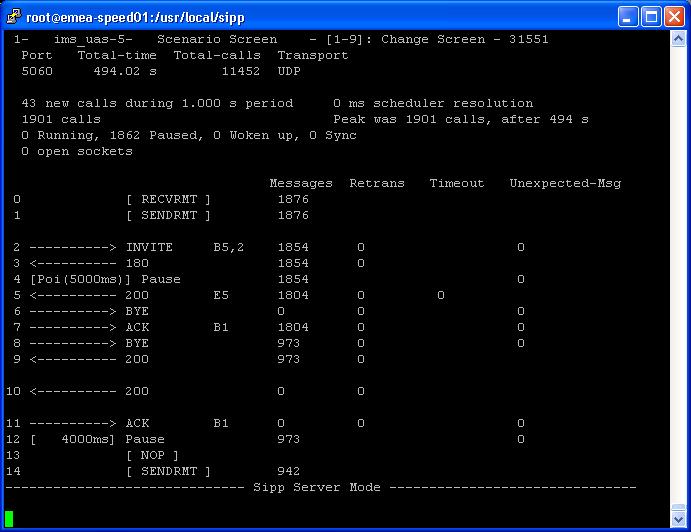 root@emea-speed01:/usr/local/sipp
1-   ims_uas-5-   Scenario Screen    - [1-9]: Change Screen - 31551
Port   Total-time  Total-calls  Transport
5060     494.02 s        11452  UDP
43 new calls during 1.000 s period     0 ms scheduler resolution
1901 calls                             Peak was 1901 calls, after 494 s
0 Running, 1862 Paused, 0 Woken up, 0 Sync
0 open sockets
Messages  Retrans   Timeout   Unexpected-Msg
0             [ RECVRMT ]        1876
1             [ SENDRMT ]        1876
2 ----------> INVITE     B5,2    1854      0                   0
3 <---------- 180                1854      0
4 [Poi(5000ms)] Pause            1854                          0
5 <---------- 200        E5      1804      0         0
6 ----------> BYE                0         0                   0
7 ----------> ACK        B1      1804      0                   0
8 ----------> BYE                973       0                   0
9 <---------- 200                973       0
10 <---------- 200                0         0
11 ----------> ACK        B1      0         0                   0
12 [   4000ms] Pause              973                           0
13             [ NOP ]
14             [ SENDRMT ]        942
------------------------------ Sipp Server Mode -------------------------------